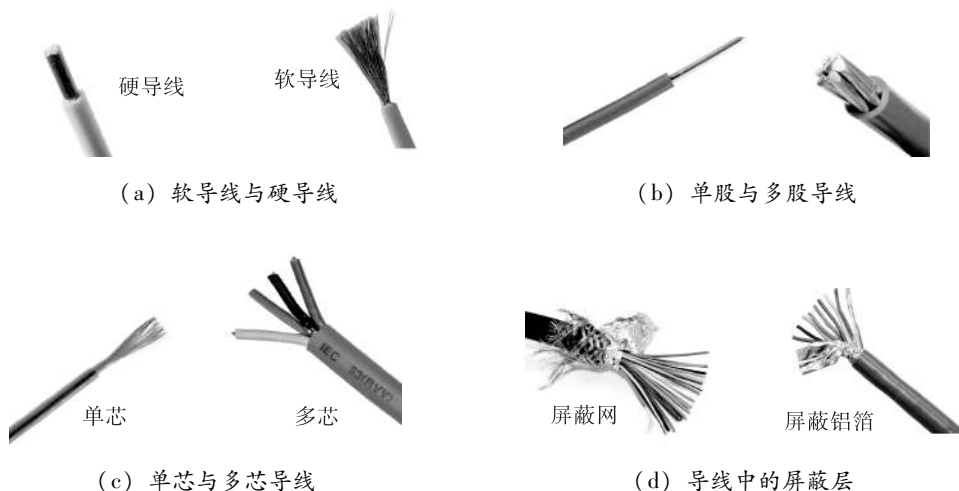 硬导线
软导线
(a) 软导线与硬导线
(b) 单股与多股导线
IEC 53(RVV)
单芯
多芯
(c) 单芯与多芯导线
屏蔽网
屏蔽铝箔
(d) 导线中的屏蔽层